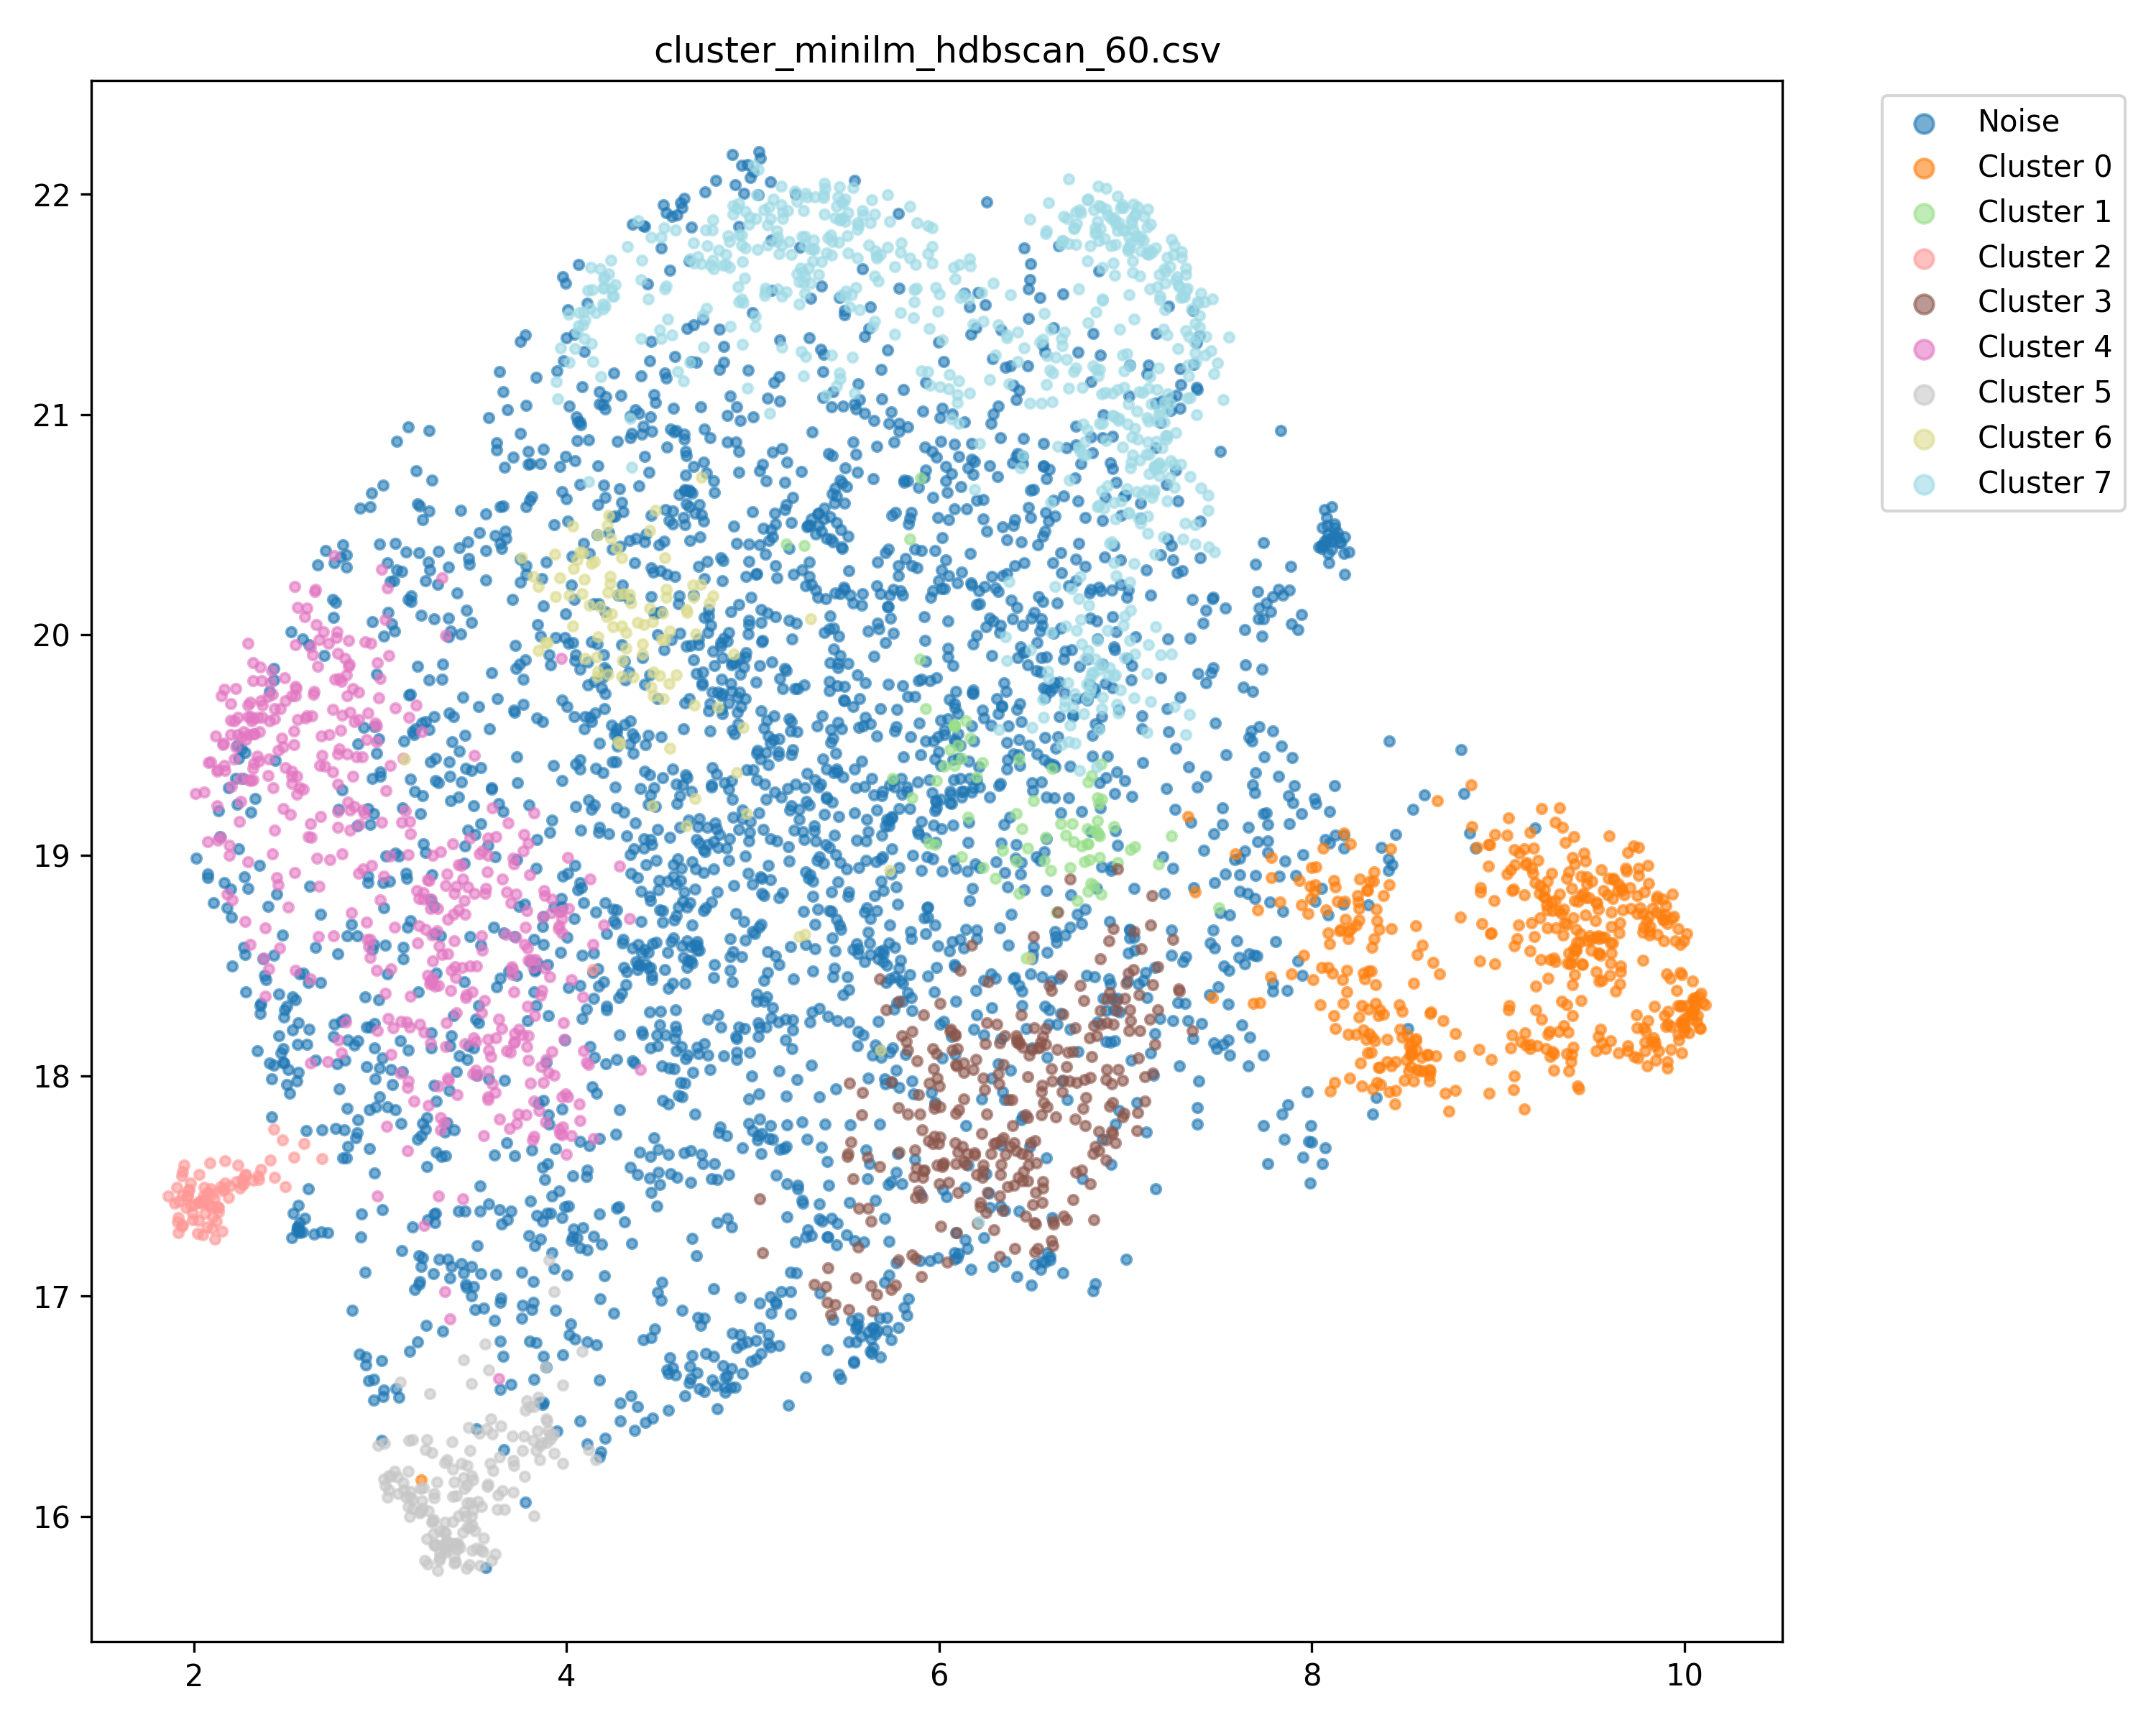 cluster_minilm_hdbscan_60.csv
Noise
Cluster 0
Cluster 1
Cluster 2
Cluster 3
Cluster 4
Cluster 5
Cluster 6
Cluster 7
22
21
20
19
18
17
16
2 4 6 8 10